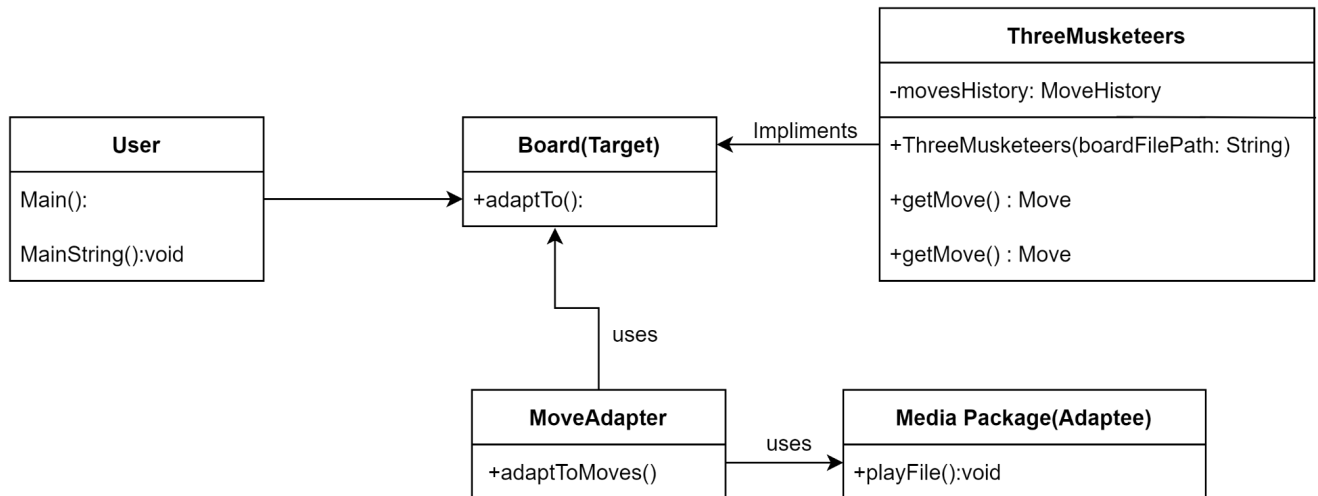 ThreeMusketeers
-movesHistory: MoveHistory
+ThreeMusketeers(boardFilePath: String)
+getMove() : Move
+getMove() : Move
Impliments
User
Main():
MainString():void
Board(Target)
+adaptTo():
uses
MoveAdapter
+adaptToMoves()
uses
Media Package(Adaptee)
+playFile():void